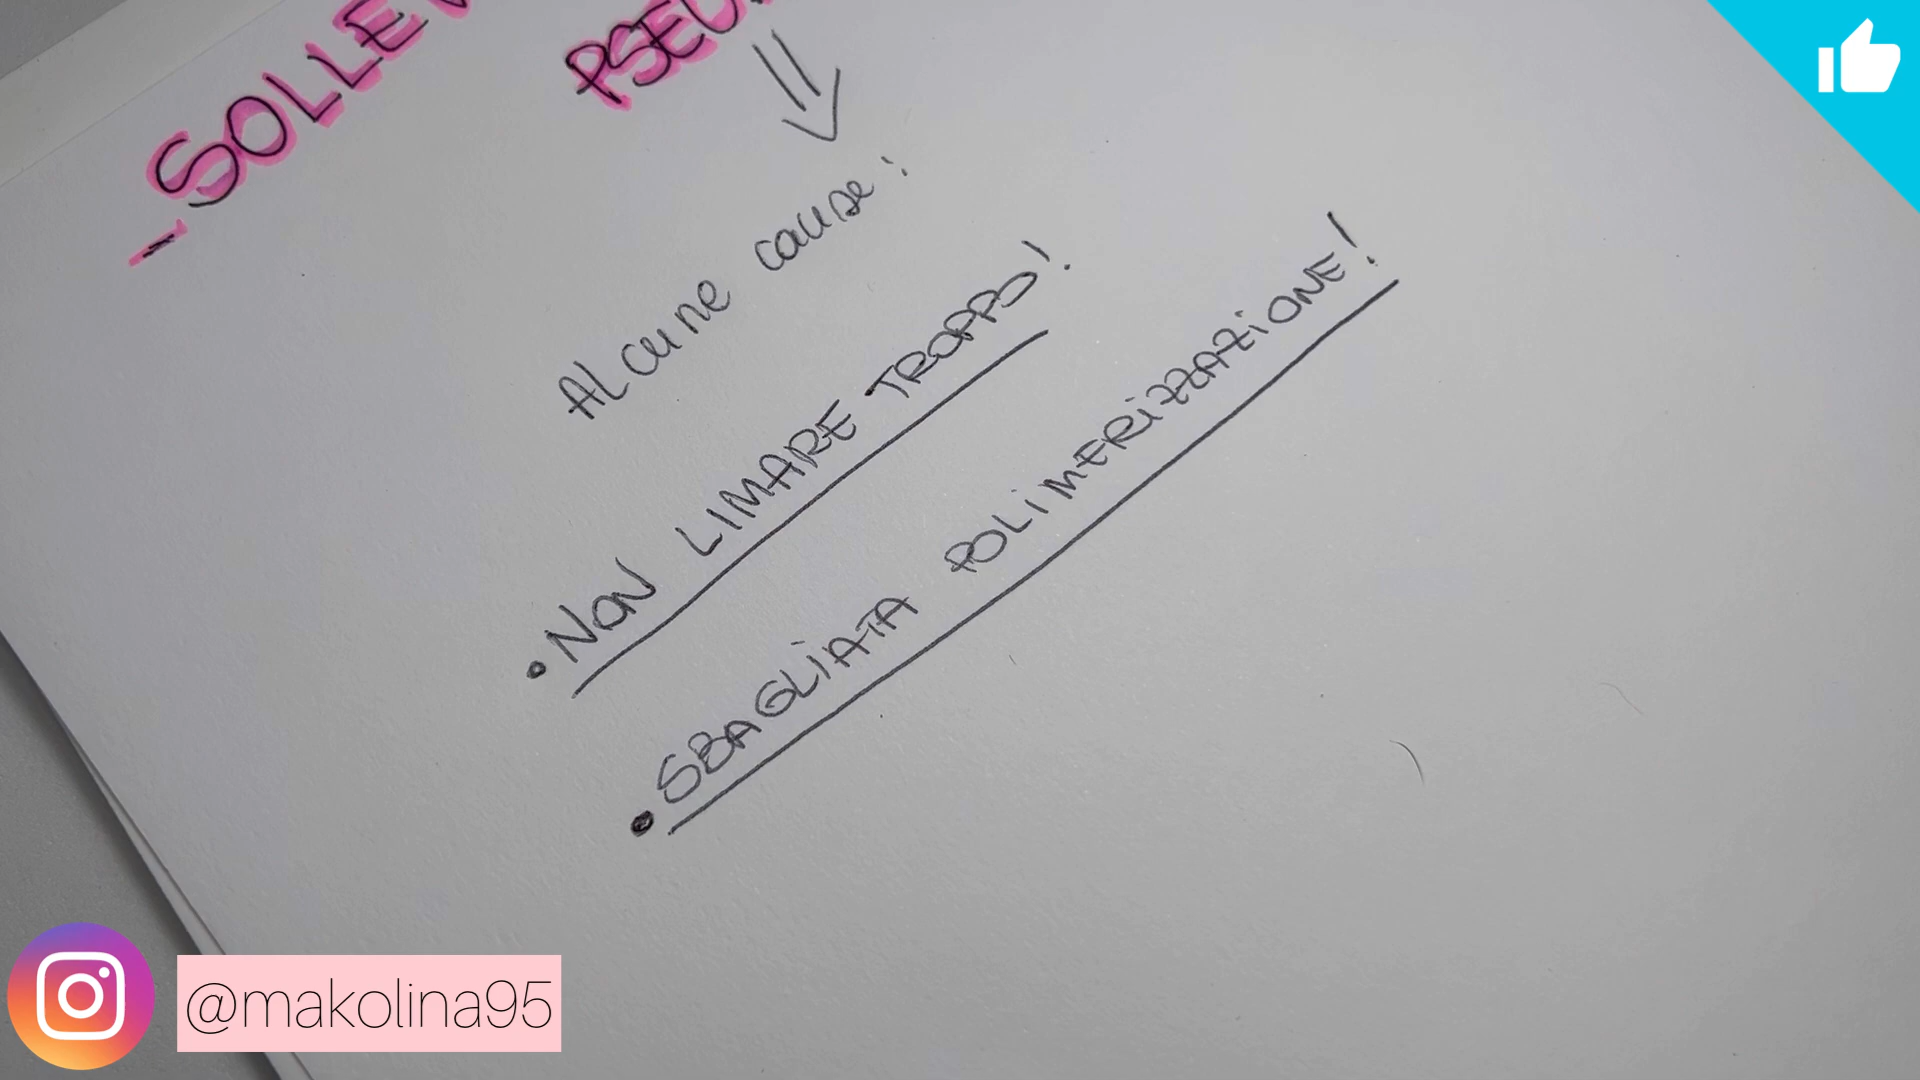 Alcune cause:
• NON LIMARE TROPPO!
• SBAGLIATA POLIMERIZZAZIONE!
@makolina95